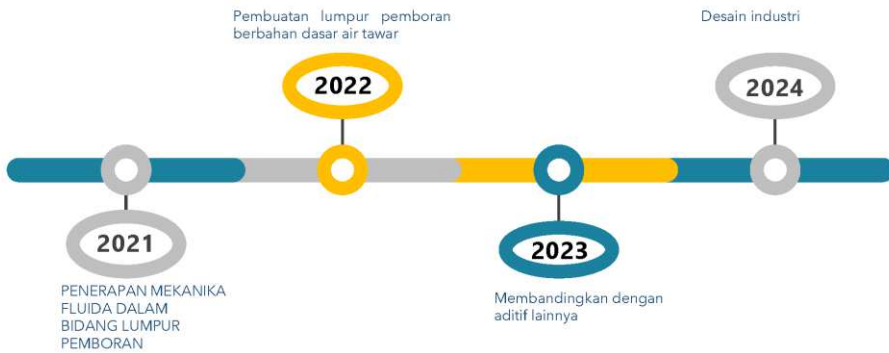 Pembuatan lumpur pemboran
berbahan dasar air tawar
Desain industri
2022
2024
2021
2023
PENERAPAN MEKANIKA
FLUIDA DALAM
BIDANG LUMPUR
PEMBORAN
Membandingkan dengan
aditif lainnya